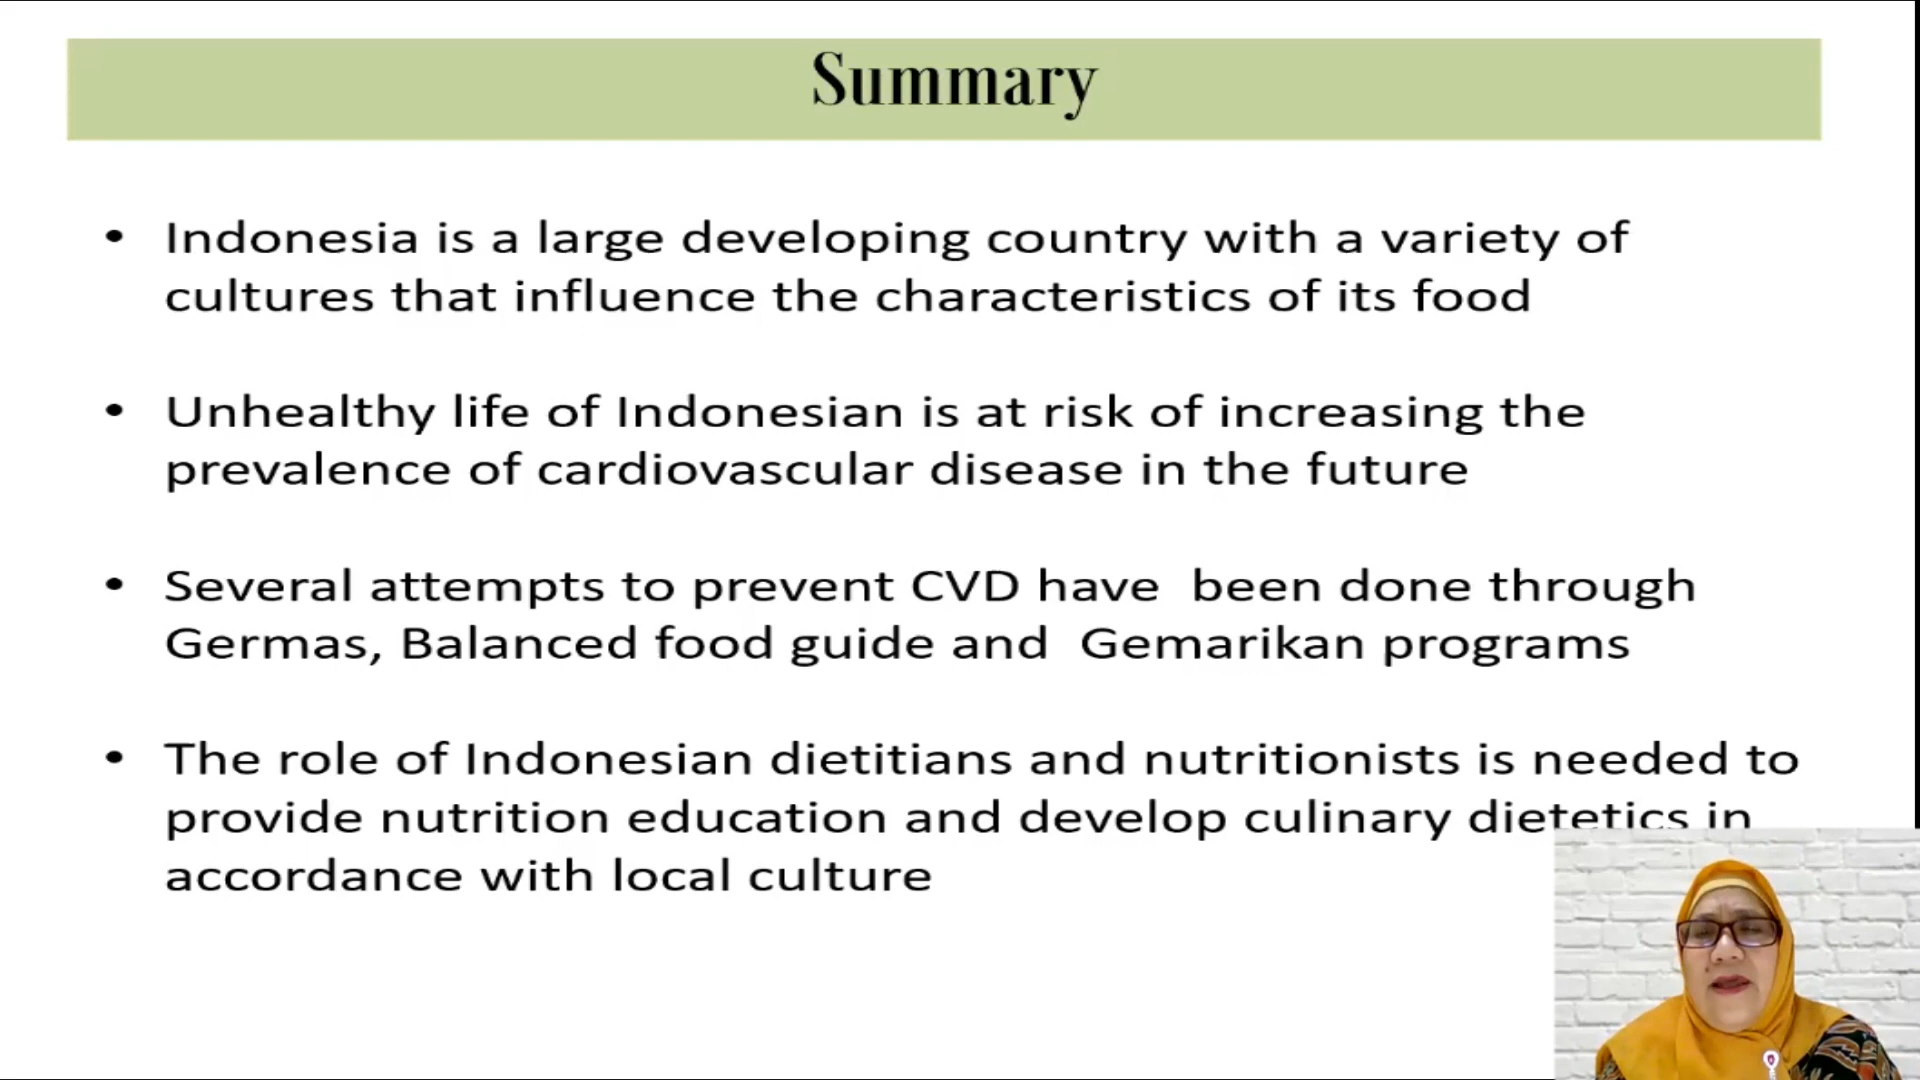 Summary
• Indonesia is a large developing country with a variety of
cultures that influence the characteristics of its food
• Unhealthy life of Indonesian is at risk of increasing the
prevalence of cardiovascular disease in the future
• Several attempts to prevent CVD have  been done through
Germas, Balanced food guide and  Gemarikan programs
• The role of Indonesian dietitians and nutritionists is needed to
provide nutrition education and develop culinary dietetics in
accordance with local culture